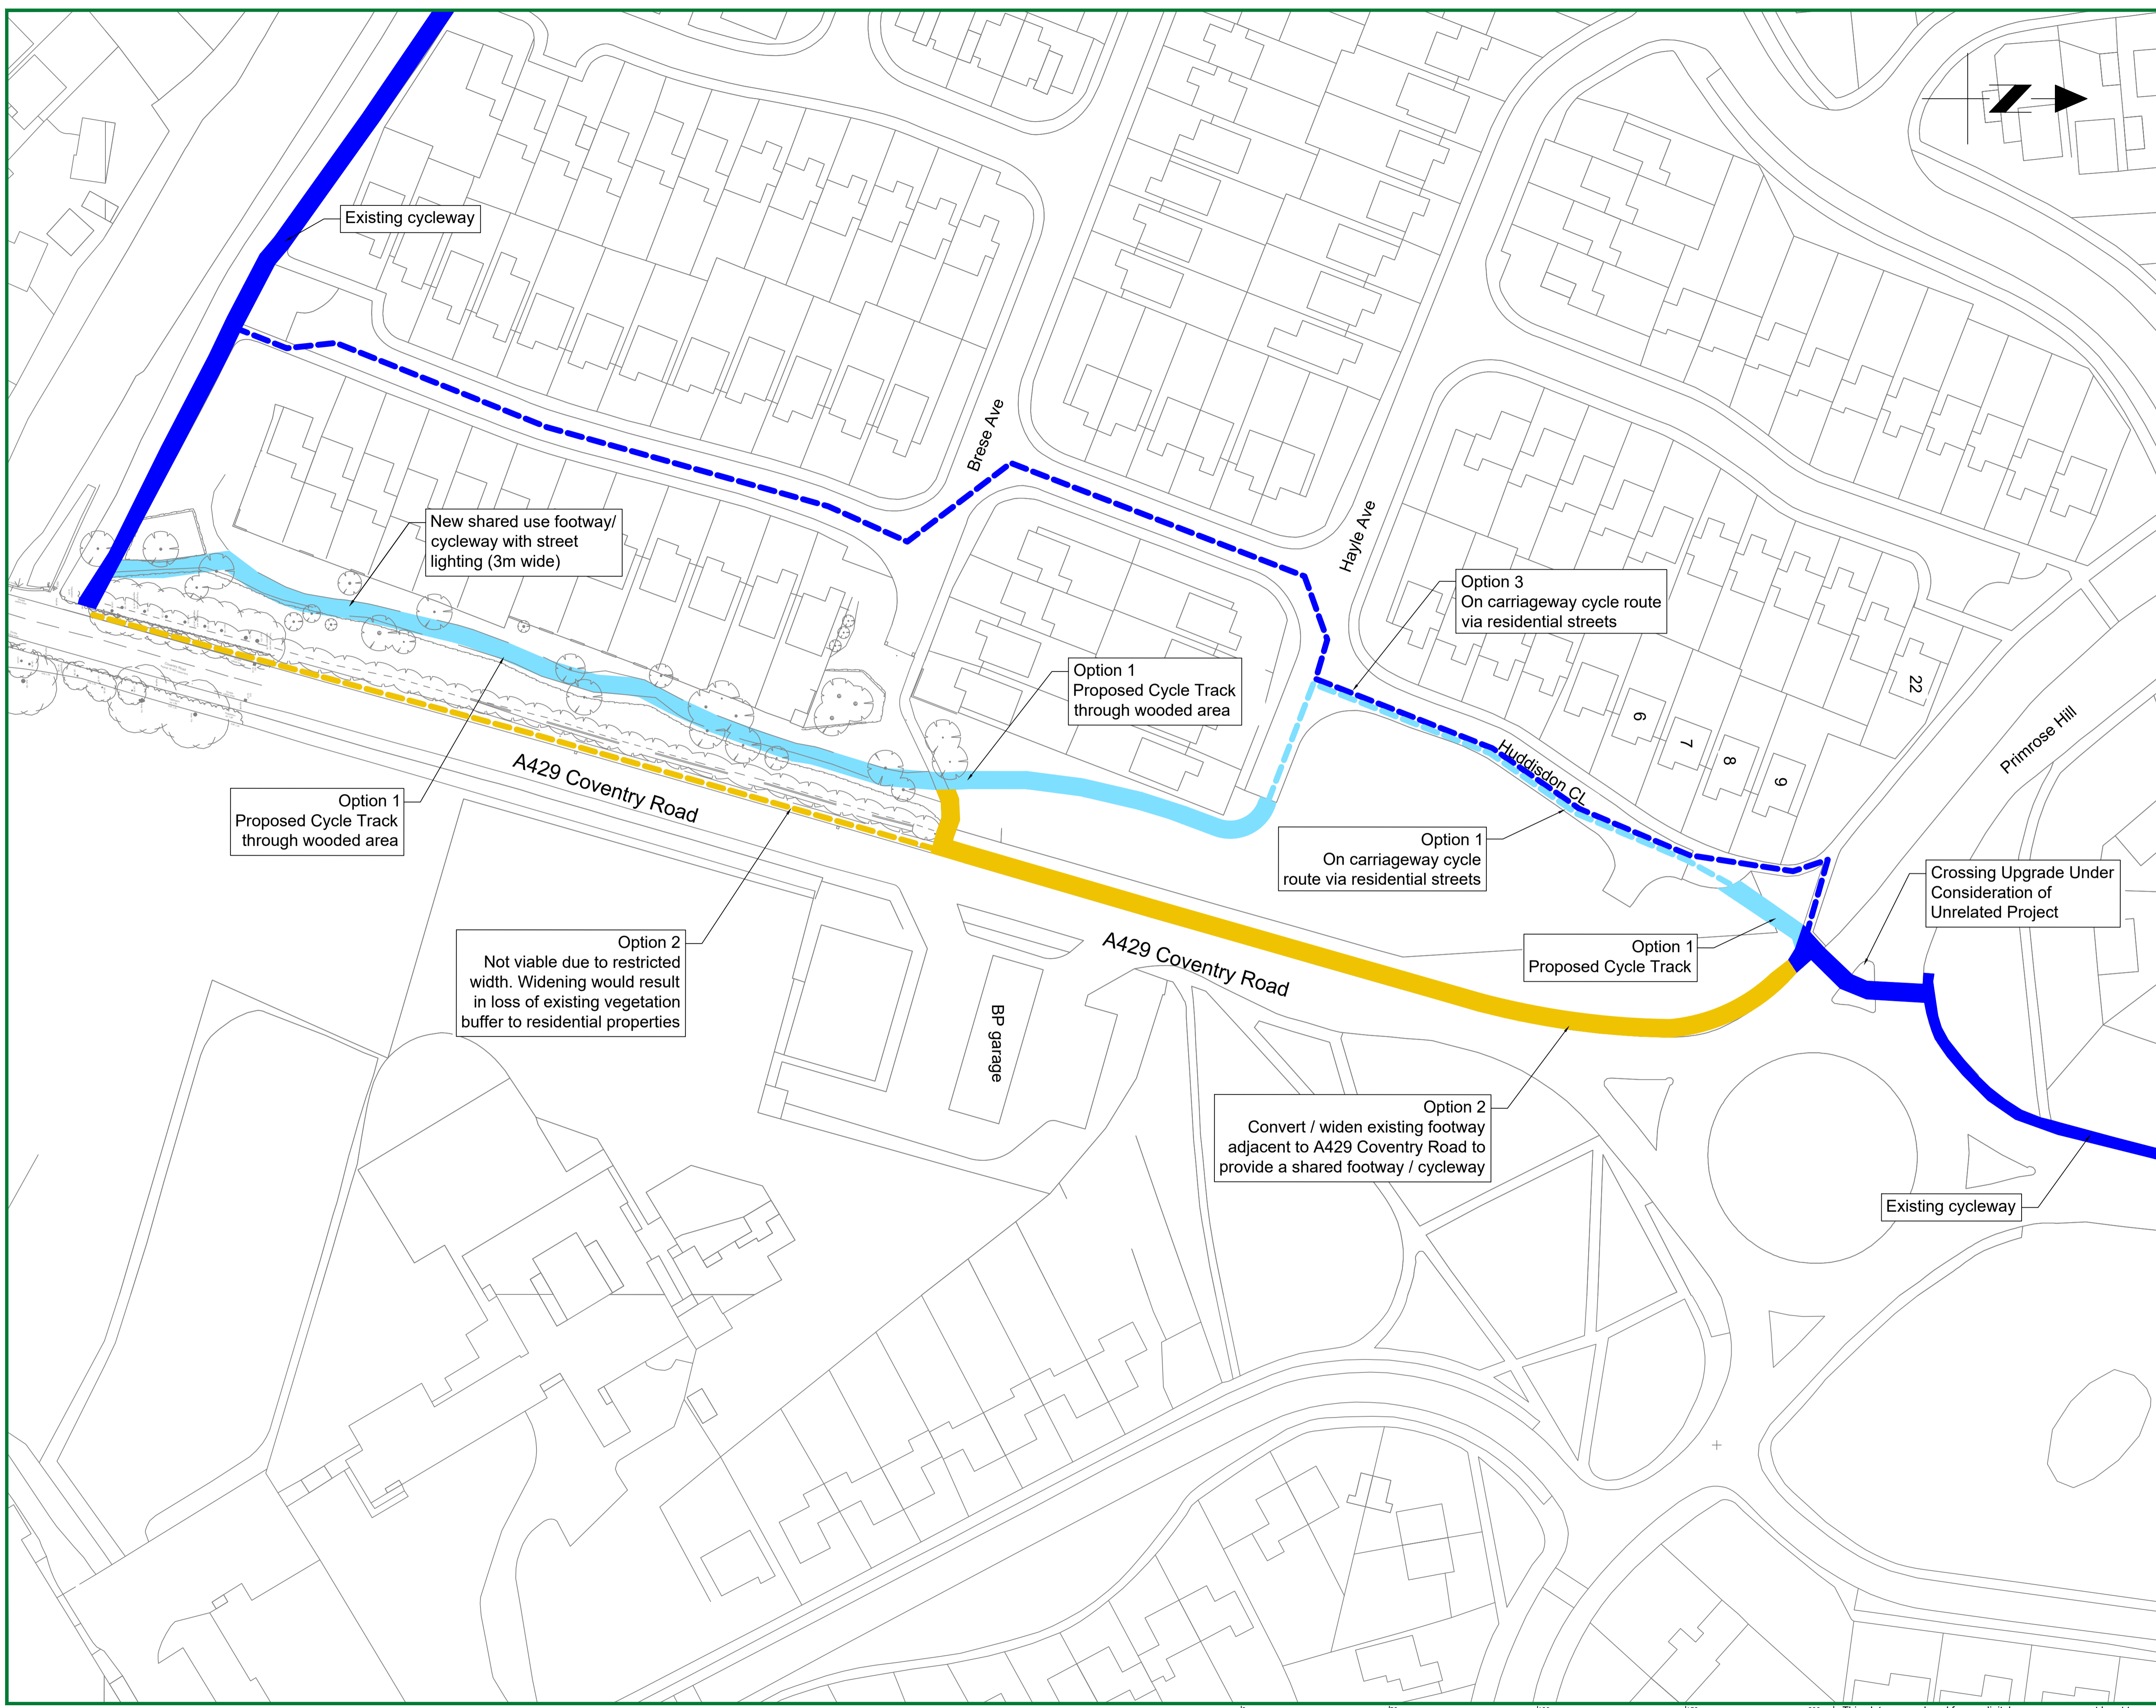 Existing cycleway
Brese Ave
New shared use footway/
cycleway with street
lighting (3m wide)
Hayle Ave
Option 3
On carriageway cycle route
via residential streets
Option 1
Proposed Cycle Track
through wooded area
22
6
7
8
9
Primrose Hill
Huddisdon CL
A429 Coventry Road
Option 1
Proposed Cycle Track
through wooded area
Option 1
On carriageway cycle
route via residential streets
Crossing Upgrade Under
Consideration of
Unrelated Project
Option 2
Not viable due to restricted
width. Widening would result
in loss of existing vegetation
buffer to residential properties
A429 Coventry Road
Option 1
Proposed Cycle Track
BP garage
Option 2
Convert / widen existing footway
adjacent to A429 Coventry Road to
provide a shared footway / cycleway
Existing cycleway